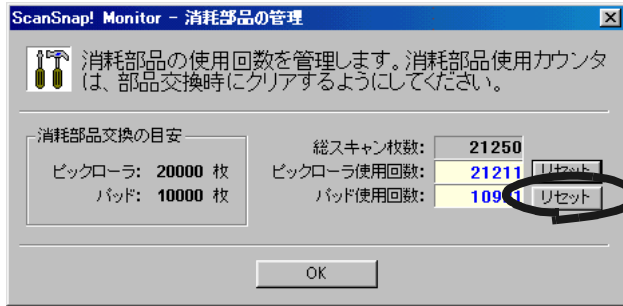 ScanSnap! Monitor - 消耗部品の管理
消耗部品の使用回数を管理します。消耗部品使用カウンタ
は、部品交換時にクリアするようにしてください。
消耗部品交換の目安
ピックローラ: 20000 枚
パッド: 10000 枚
総スキャン枚数: 21250
ピックローラ使用回数: 21211 リセット
パッド使用回数: リセット
OK